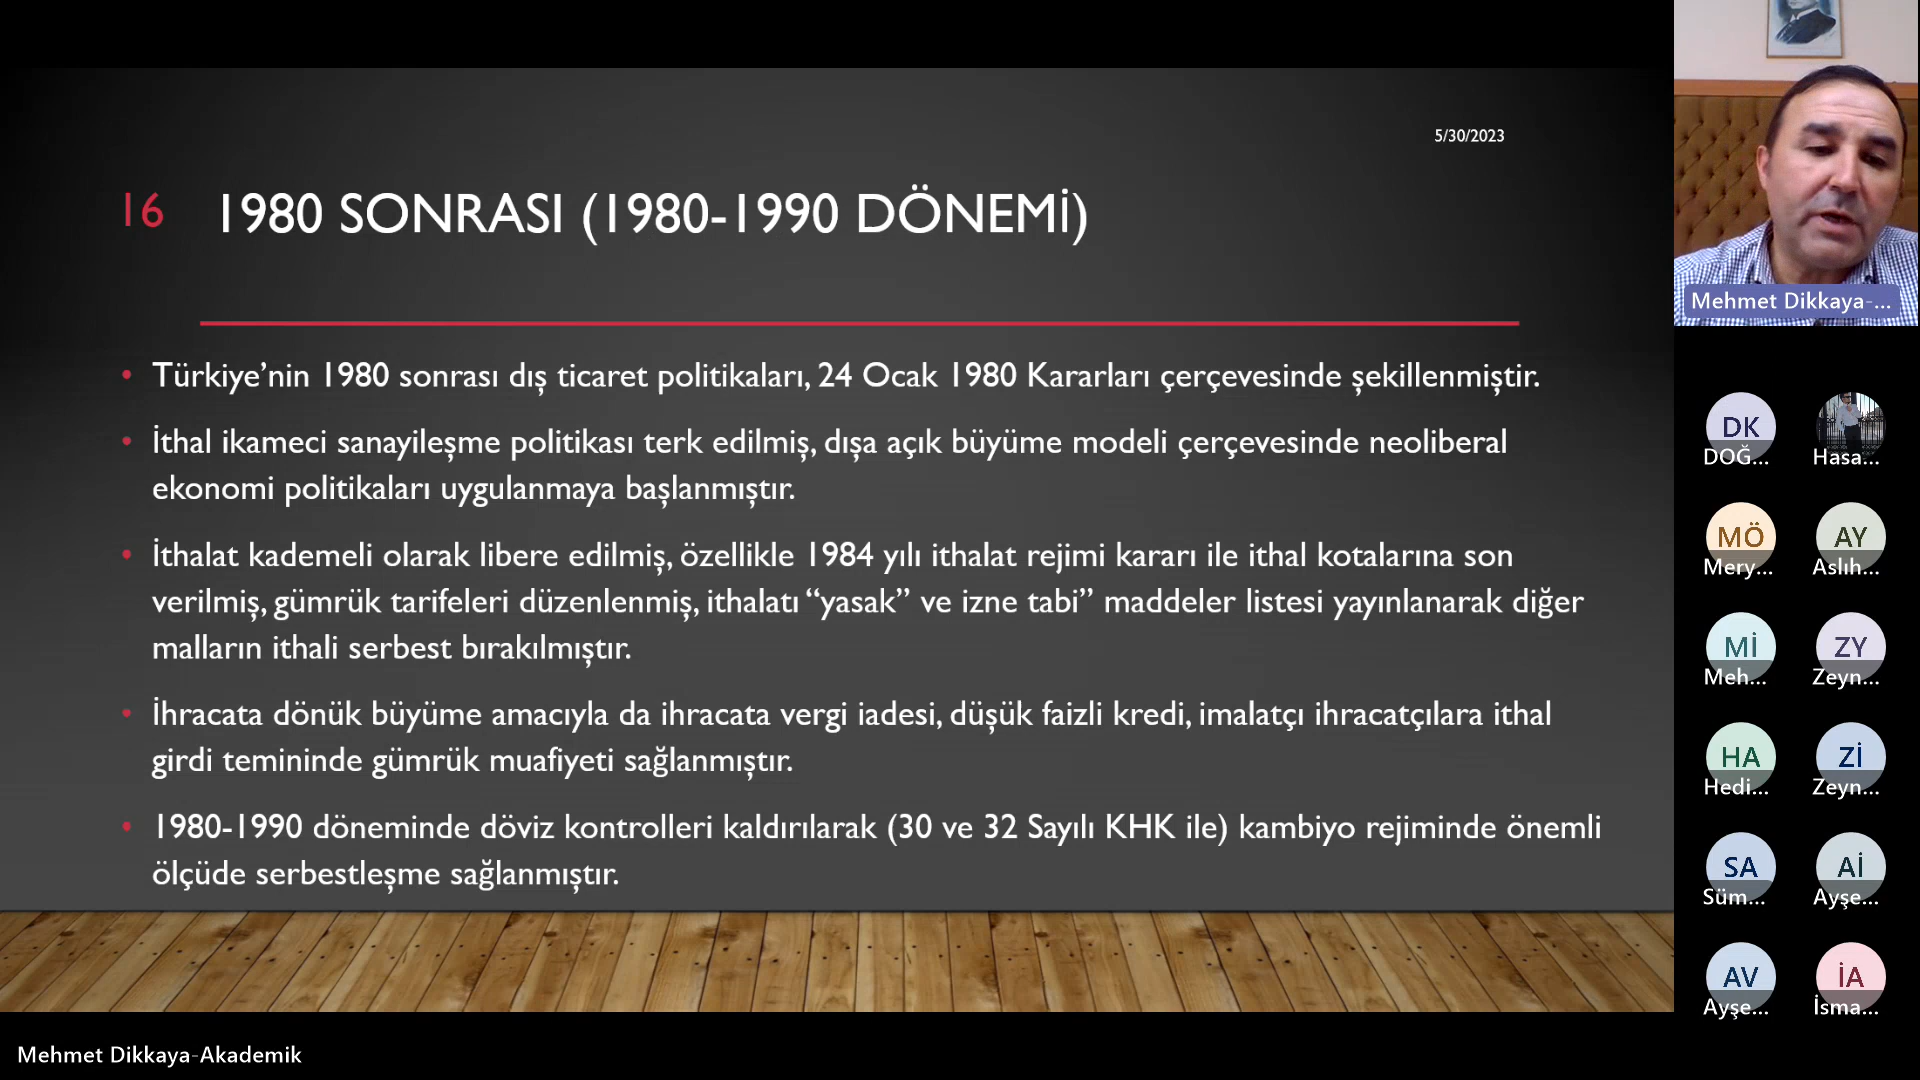 5/30/2023
16 1980 SONRASI (1980-1990 DÖNEMİ)
• Türkiye’nin 1980 sonrası dış ticaret politikaları, 24 Ocak 1980 Kararları çerçevesinde şekillenmiştir.
• İthal ikameci sanayileşme politikası terk edilmiş, dışa açık büyüme modeli çerçevesinde neoliberal
ekonomi politikaları uygulanmaya başlanmıştır.
• İthalat kademeli olarak libere edilmiş, özellikle 1984 yılı ithalat rejimi kararı ile ithal kotalarına son
verilmiş, gümrük tarifeleri düzenlenmiş, ithalatı “yasak” ve izne tabi” maddeler listesi yayınlanarak diğer
malların ithali serbest bırakılmıştır.
• İhracata dönük büyüme amacıyla da ihracata vergi iadesi, düşük faizli kredi, imalatçı ihracatçılara ithal
girdi temininde gümrük muafiyeti sağlanmıştır.
• 1980-1990 döneminde döviz kontrolleri kaldırılarak (30 ve 32 Sayılı KHK ile) kambiyo rejiminde önemli
ölçüde serbestleşme sağlanmıştır.
Mehmet Dikkaya-...
DK
DOĞ... Hasa...
MÖ AY
Mery... Aslıh...
Mİ ZY
Meh... Zeyn...
HA Zİ
Hedi... Zeyn...
SA Aİ
Süm... Ayşe...
AV İA
Ayşe... İsma...
Mehmet Dikkaya-Akademik